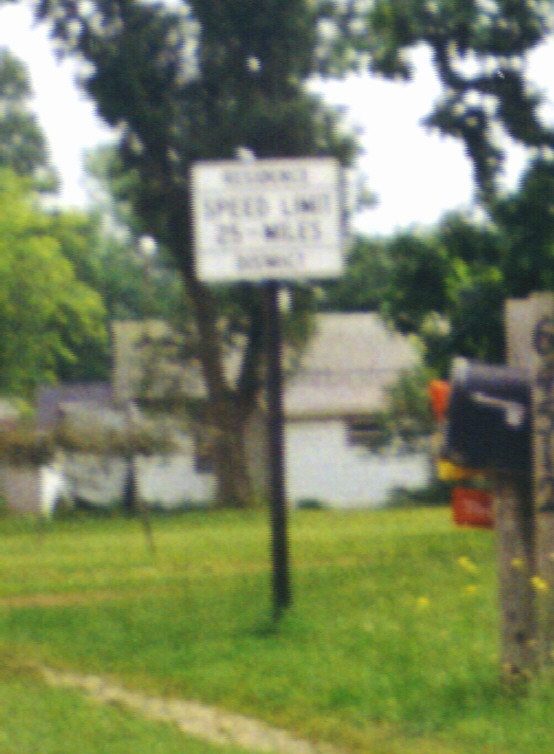 RESIDENCE
SPEED LIMIT
25-MILES
DISTRICT